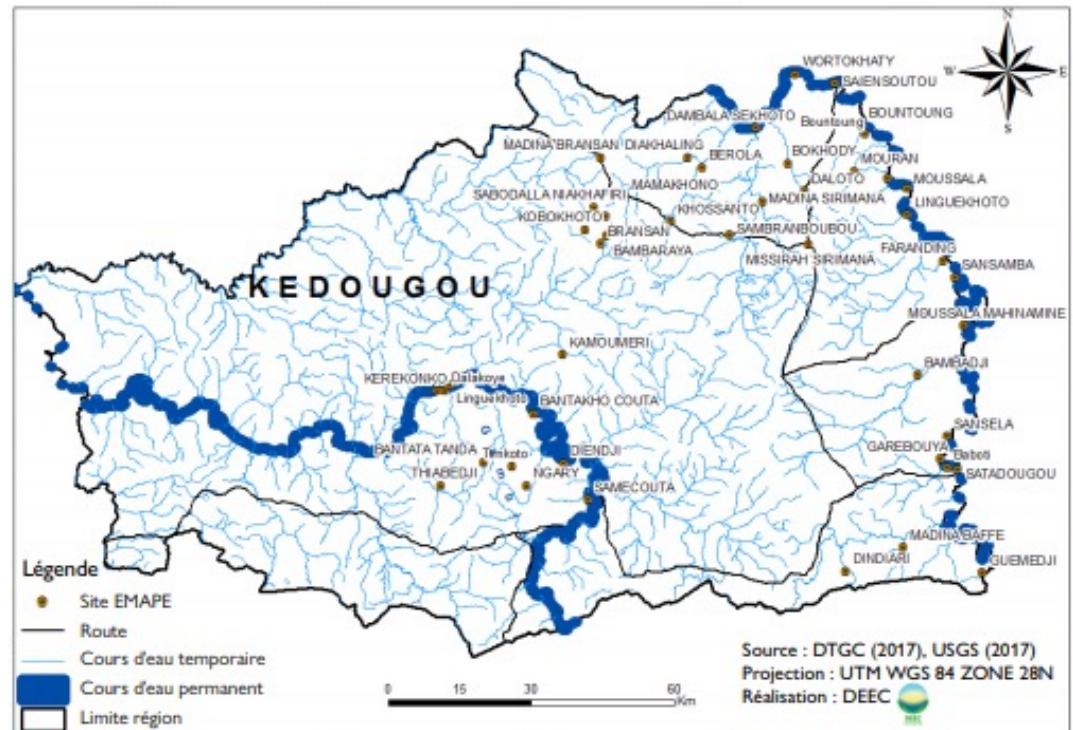 N
W E
S
WORTOKHATY
SAIENSOUTOU
DAMBALA SEKHOTO
BOUNTOUNG
Bountoung
MADINA BRANSAN
DIAKHALING
BEROLA
BOKHODY
MOURAN
MAMAKHONO
DALOTO
MOUSSALA
SABODALLA NIAKHAFIRI
MADINA SIRIMANA
LINGUEKHOTO
KOBOKHOTO
KHOSSANTO
BRANSAN
SAMBRANBOUBOU
BAMBARAYA
MISSIRAH SIRIMANA
FARANDING
SANSAMBA
KEDOUGOU
MOUSSALA MAHINAMINE
KAMOUMERI
BAMBADJI
KEREKONKO
Dalakoye
Linguekhoto
BANTAKHO COUTA
SANSELA
BANTATA TANDA
Tinkoto
DIENDJI
GAREBOUYA
Baboti
THIABEDJI
NGARY
SATADOUGOU
SAMECOUTA
MADINA BAFFE
DINDIARI
GUEMEDJI
Légende
Site EMAPE
Route
Cours d'eau temporaire
Cours d'eau permanent
Limite région
0 15 30 60
Km
Source : DTGC (2017), USGS (2017)
Projection : UTM WGS 84 ZONE 28N
Réalisation : DEEC